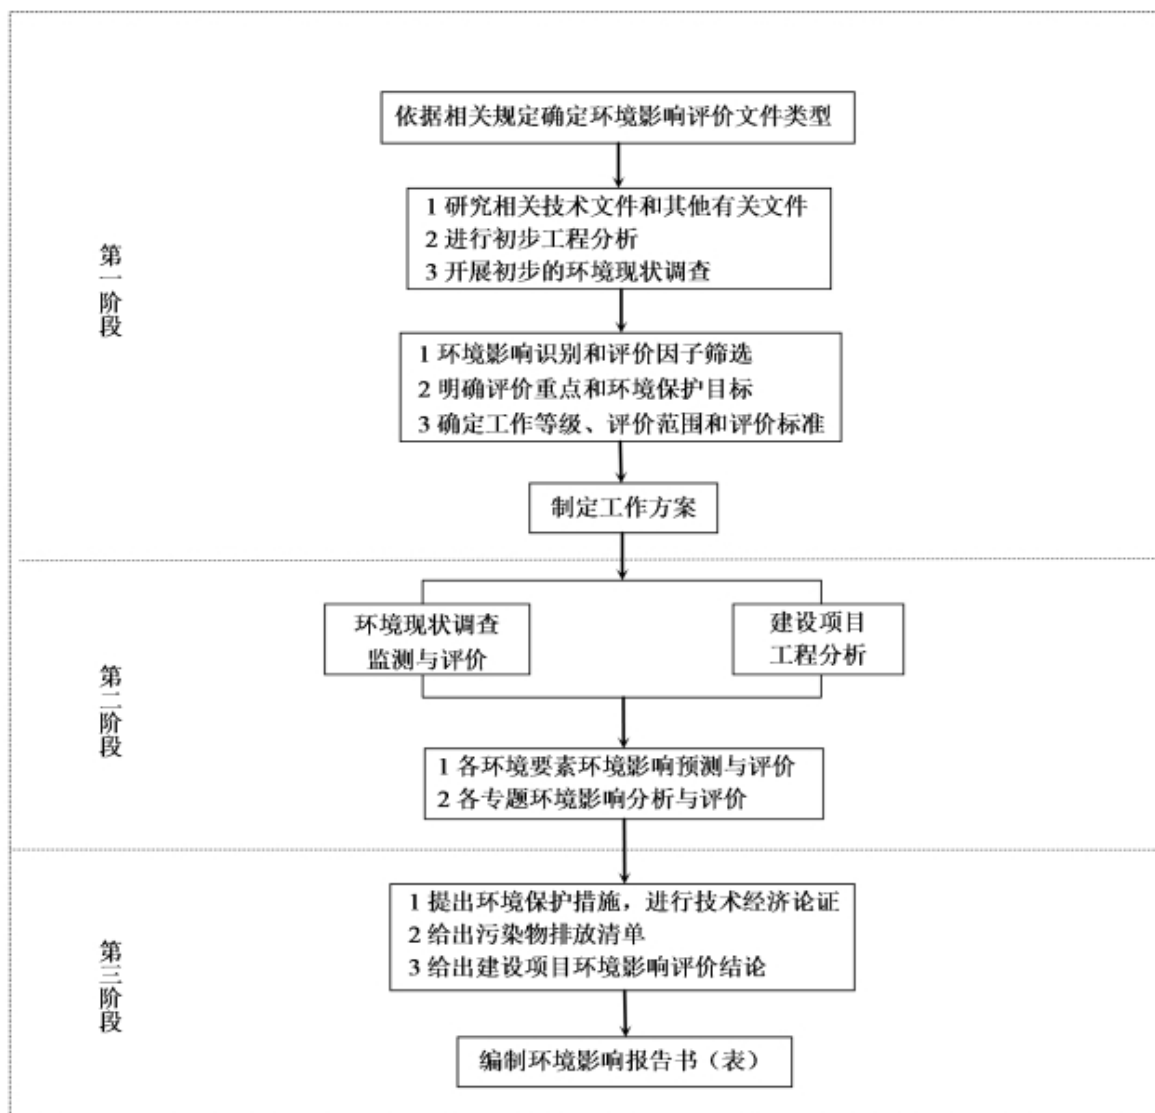 依据相关规定确定环境影响评价文件类型
1 研究相关技术文件和其他有关文件
2 进行初步工程分析
3 开展初步的环境现状调查
第一阶段
1 环境影响识别和评价因子筛选
2 明确评价重点和环境保护目标
3 确定工作等级、评价范围和评价标准
制定工作方案
环境现状调查
监测与评价
建设项目
工程分析
第二阶段
1 各环境要素环境影响预测与评价
2 各专题环境影响分析与评价
1 提出环境保护措施，进行技术经济论证
2 给出污染物排放清单
3 给出建设项目环境影响评价结论
第三阶段
编制环境影响报告书（表）